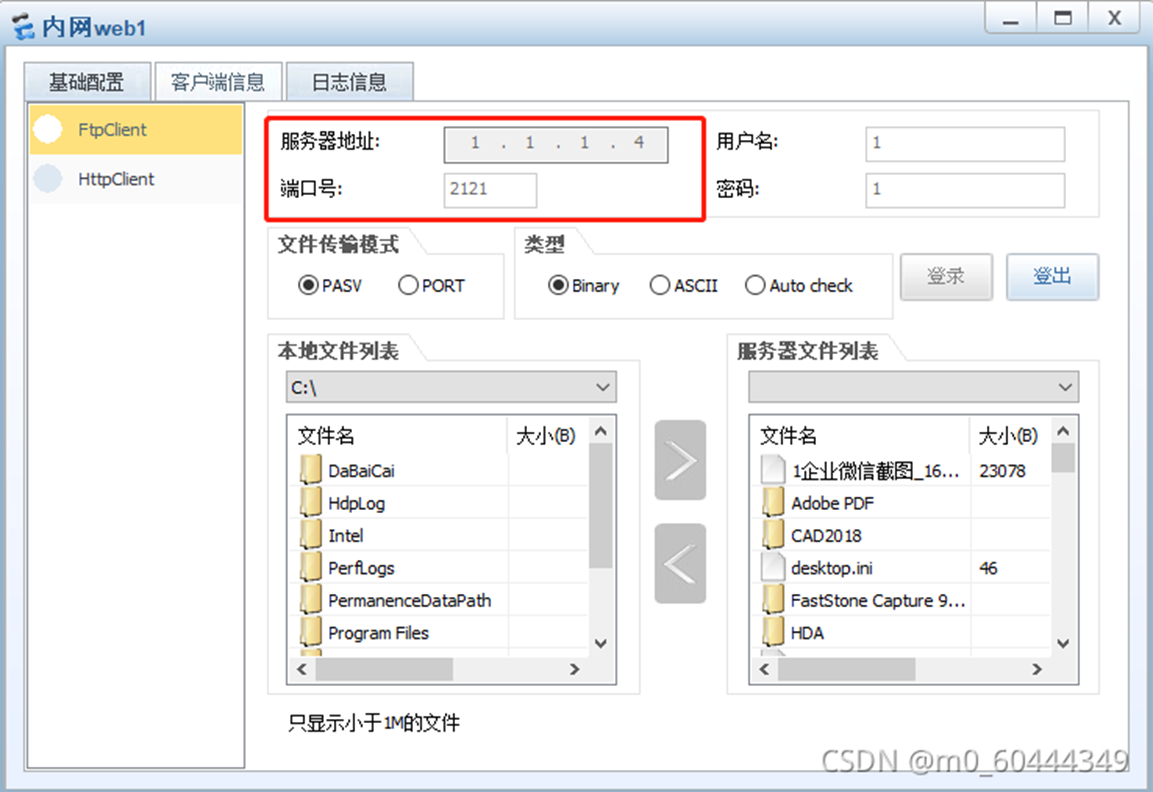 内网web1
基础配置 客户端信息 日志信息
FtpClient
HttpClient
服务器地址: 1 . 1 . 1 . 4 用户名: 1
端口号: 2121 密码: 1
文件传输模式 类型
PASV PORT Binary ASCII Auto check 登录 登出
本地文件列表
C:\
文件名 大小(B)
DaBaiCai
HdpLog
Intel
PerfLogs
PermanenceDataPath
Program Files
服务器文件列表
文件名 大小(B)
1企业微信截图_16... 23078
Adobe PDF
CAD2018
desktop.ini 46
FastStone Capture 9...
HDA
只显示小于1M的文件
CSDN @m0_60444349